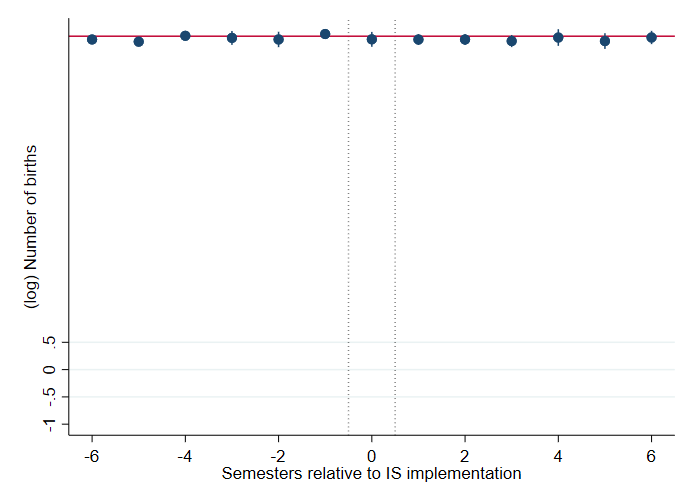 (log) Number of births
.5
0
-.5
-1
-6 -4 -2 0 2 4 6
Semesters relative to IS implementation